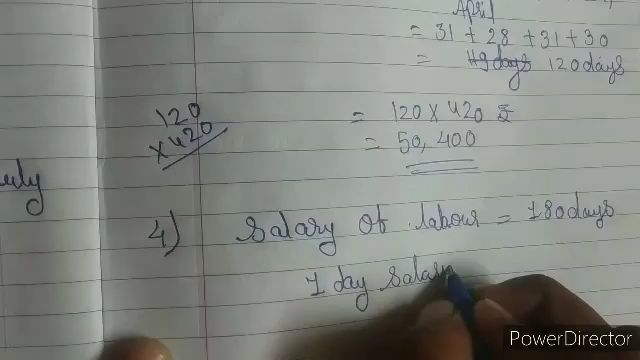 April
= 31 + 28 + 31 + 30
= 119 days 120 days
120
× 420
= 120 × 420 ₹
= 50,400
4) Salary of labour = 180 days
1 day Salary
PowerDirector